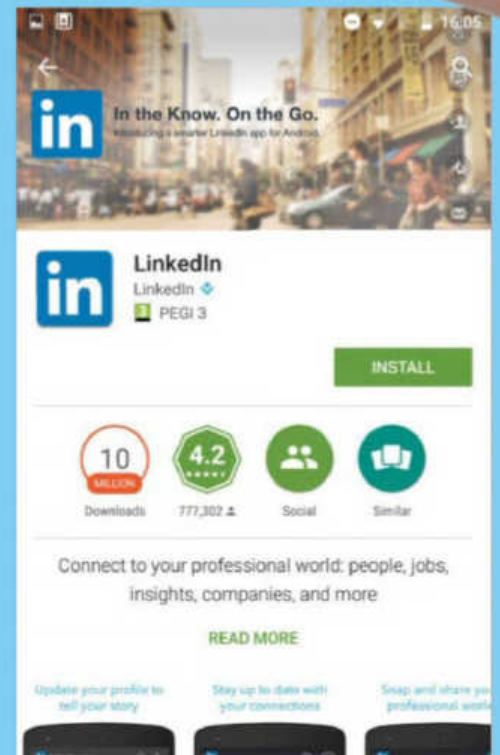 16:05
in
In the Know. On the Go.
Introducing a smarter LinkedIn app for Android.
in
LinkedIn
LinkedIn
3 PEGI 3
INSTALL
10
MILLION
Downloads
4.2
777,302
Social
Similar
Connect to your professional world: people, jobs,
insights, companies, and more
READ MORE
Update your profile to
tell your story
Stay up to date with
your connections
Snap and share yo
professional worl